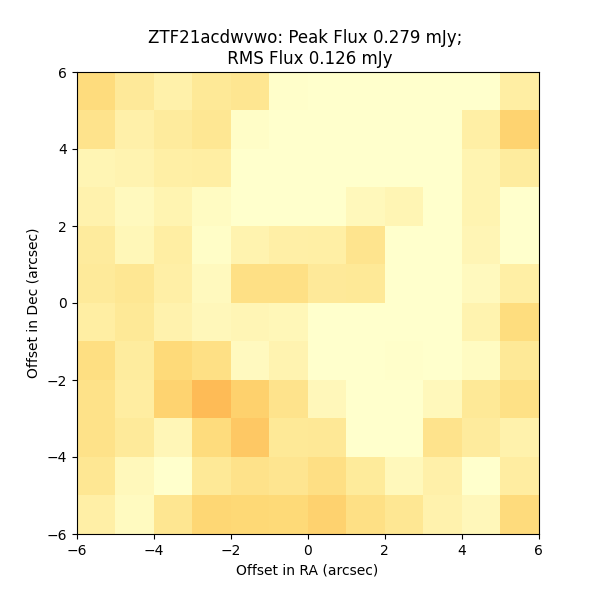 ZTF21acdwvwo: Peak Flux 0.279 mJy;
RMS Flux 0.126 mJy
6
4
2
0
−2
−4
−6
Offset in Dec (arcsec)
−6 −4 −2 0 2 4 6
Offset in RA (arcsec)